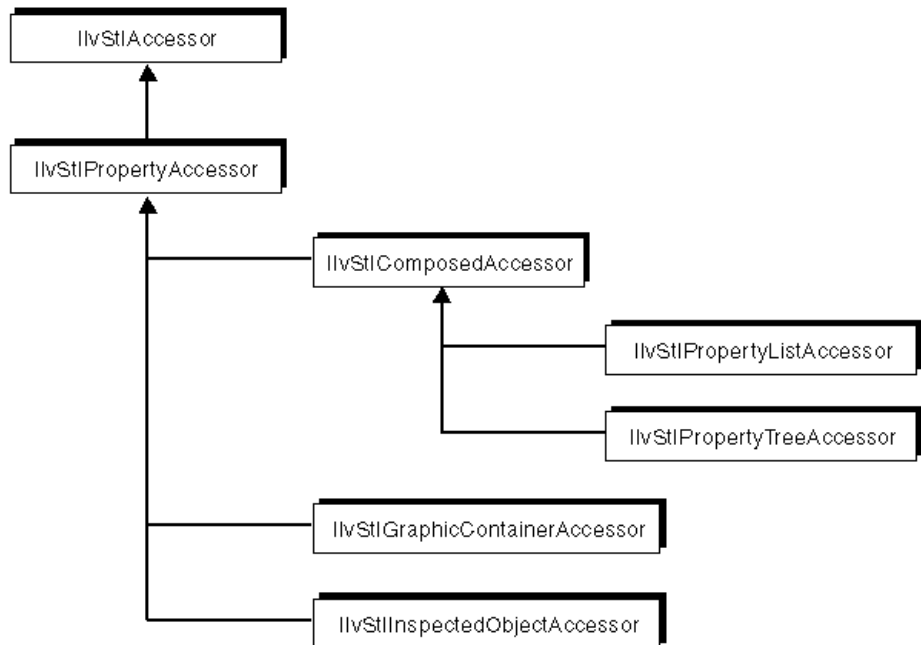 IlvStIAccessor
IlvStIPropertyAccessor
IlvStIComposedAccessor
IlvStIPropertyListAccessor
IlvStIPropertyTreeAccessor
IlvStIGraphicContainerAccessor
IlvStIInspectedObjectAccessor